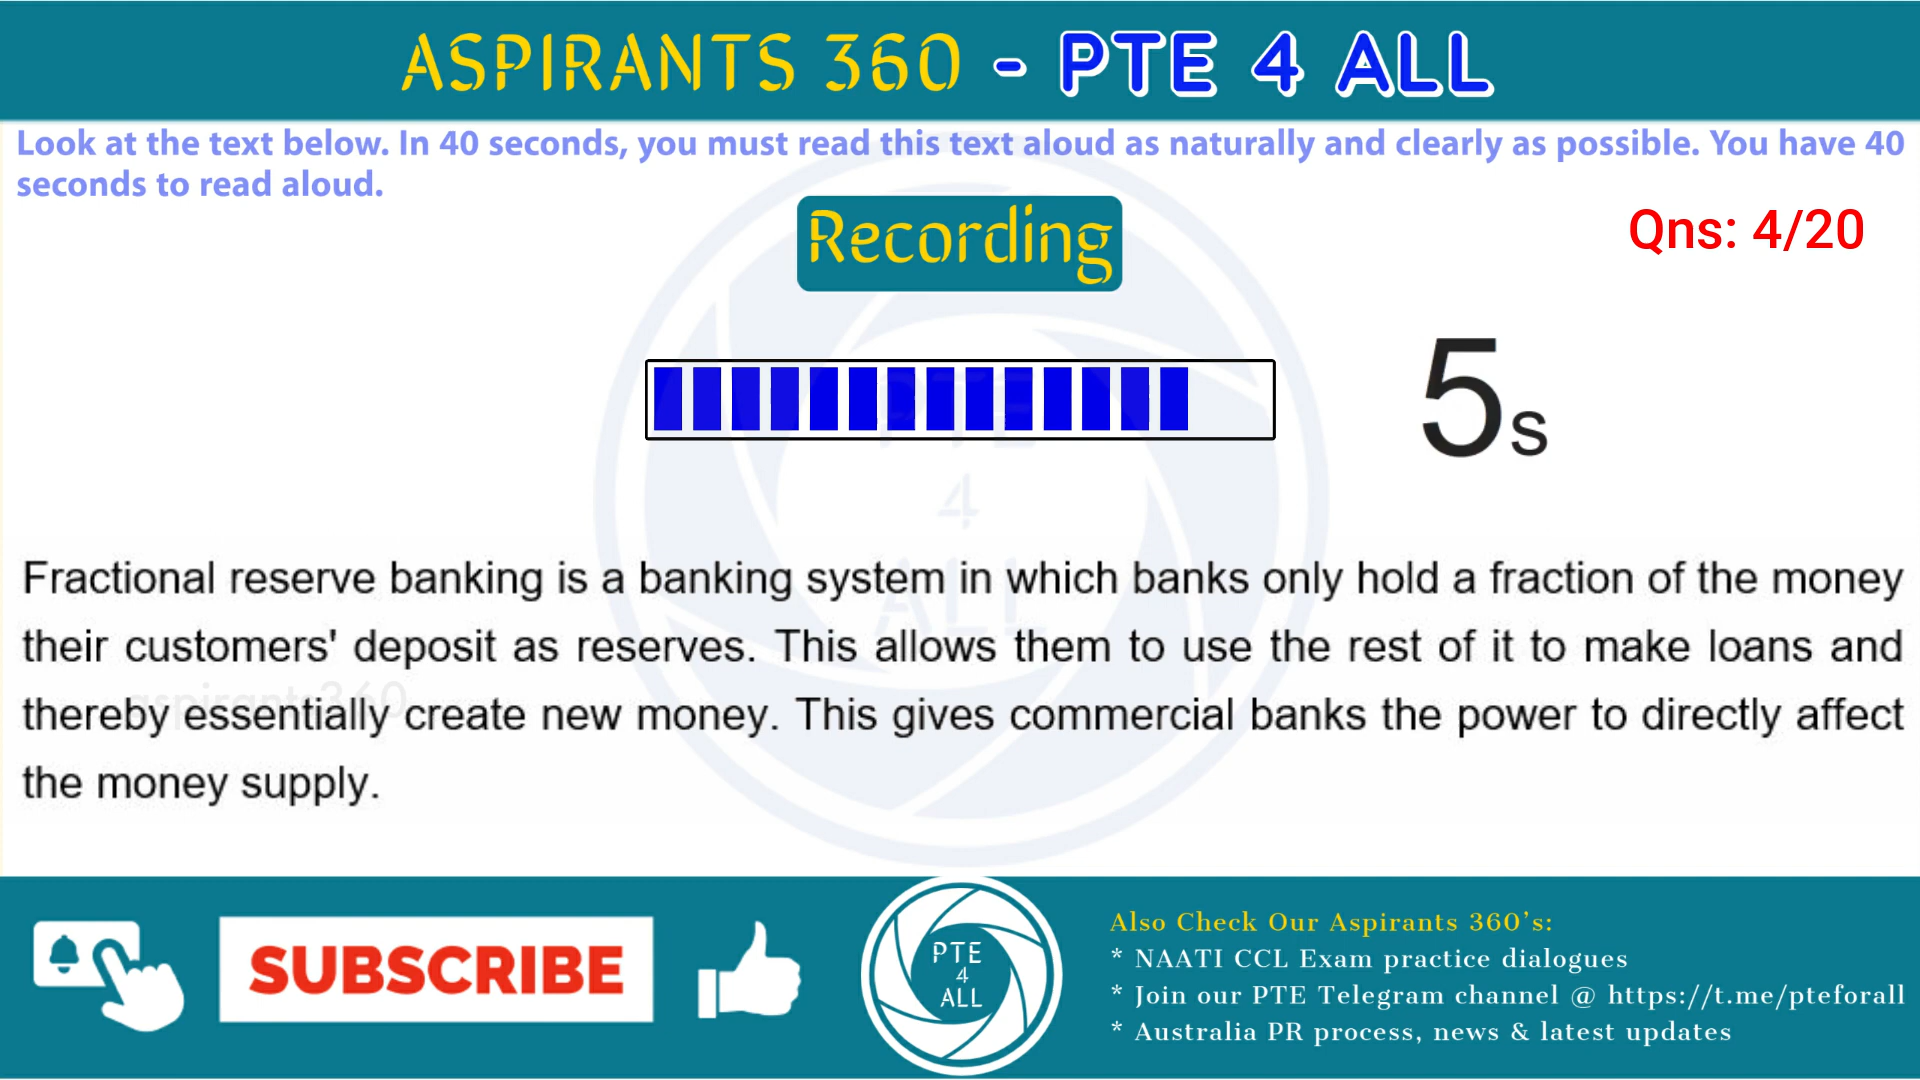 ASPIRANTS 360 - PTE 4 ALL
Look at the text below. In 40 seconds, you must read this text aloud as naturally and clearly as possible. You have 40
seconds to read aloud.
Recording
Qns: 4/20
5s
PTE
4
ALL
Fractional reserve banking is a banking system in which banks only hold a fraction of the money
their customers' deposit as reserves. This allows them to use the rest of it to make loans and
thereby essentially create new money. This gives commercial banks the power to directly affect
the money supply.
aspirants360
SUBSCRIBE
PTE
4
ALL
Also Check Our Aspirants 360's:
* NAATI CCL Exam practice dialogues
* Join our PTE Telegram channel @ https://t.me/pteforall
* Australia PR process, news & latest updates